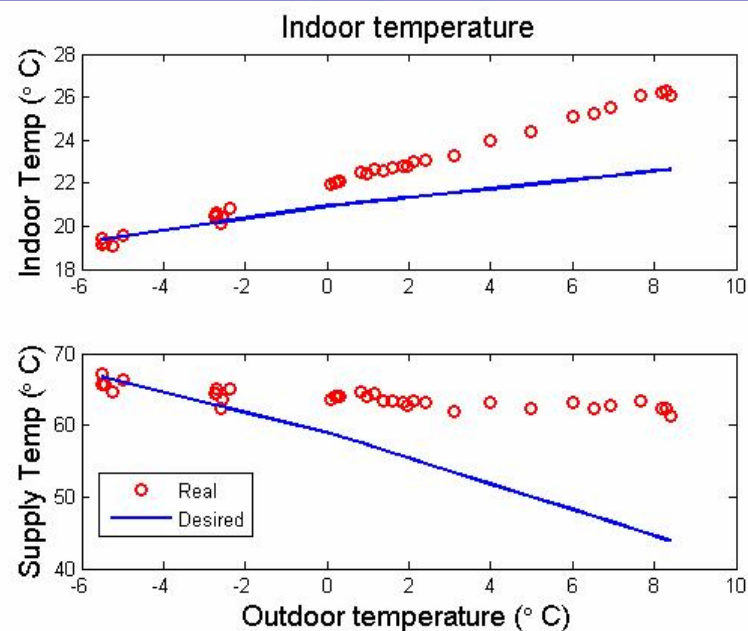 Indoor temperature
Indoor Temp (° C)
28
26
24
22
20
18
-6 -4 -2 0 2 4 6 8 10
Supply Temp (° C)
70
60
50
40
Real
Desired
-6 -4 -2 0 2 4 6 8 10
Outdoor temperature (° C)